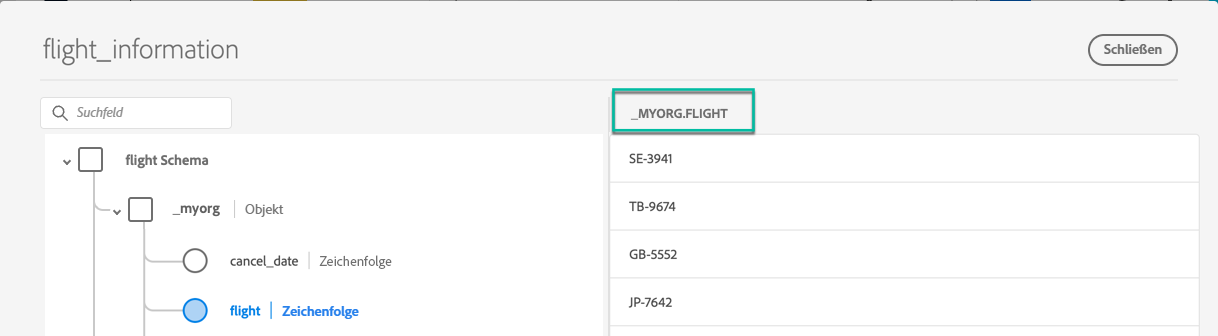 flight_information
Schließen
Suchfeld
_MYORG.FLIGHT
flight Schema
SE-3941
_myorg | Objekt
TB-9674
cancel_date | Zeichenfolge
GB-5552
flight | Zeichenfolge
JP-7642